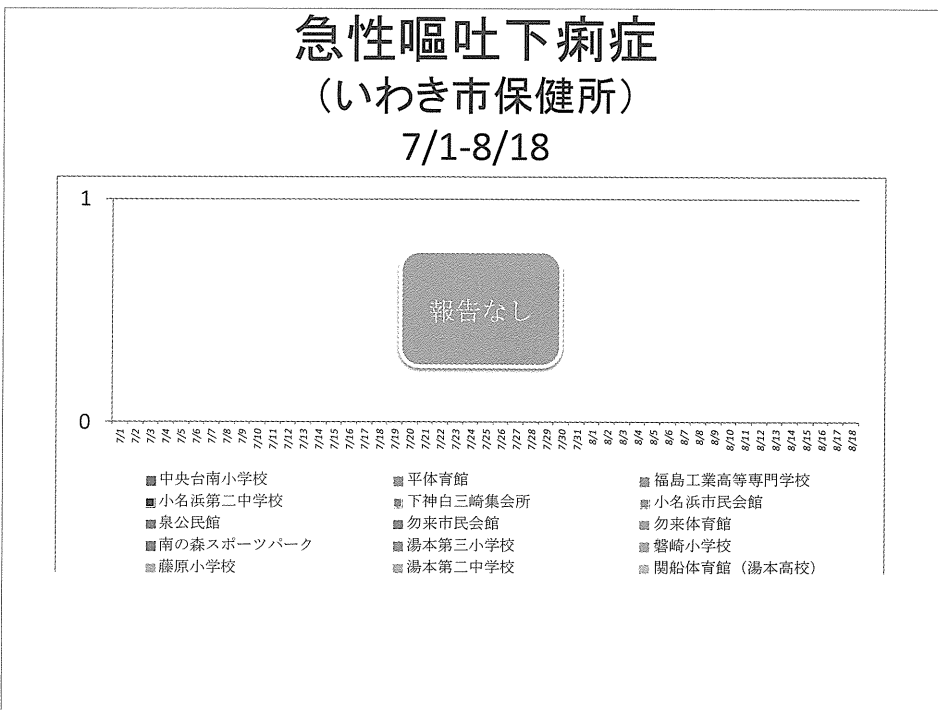 急性嘔吐下痢症
（いわき市保健所）
7/1-8/18
1
報告なし
0
7/1 7/2 7/3 7/4 7/5 7/6 7/7 7/8 7/9 7/10 7/11 7/12 7/13 7/14 7/15 7/16 7/17 7/18 7/19 7/20 7/21 7/22 7/23 7/24 7/25 7/26 7/27 7/28 7/29 7/30 7/31 8/1 8/2 8/3 8/4 8/5 8/6 8/7 8/8 8/9 8/10 8/11 8/12 8/13 8/14 8/15 8/16 8/17 8/18
中央台南小学校 平体育館 福島工業高等専門学校
小名浜第二中学校 下神白三崎集会所 小名浜市民会館
泉公民館 勿来市民会館 勿来体育館
南の森スポーツパーク 湯本第三小学校 磐崎小学校
藤原小学校 湯本第二中学校 関船体育館（湯本高校）